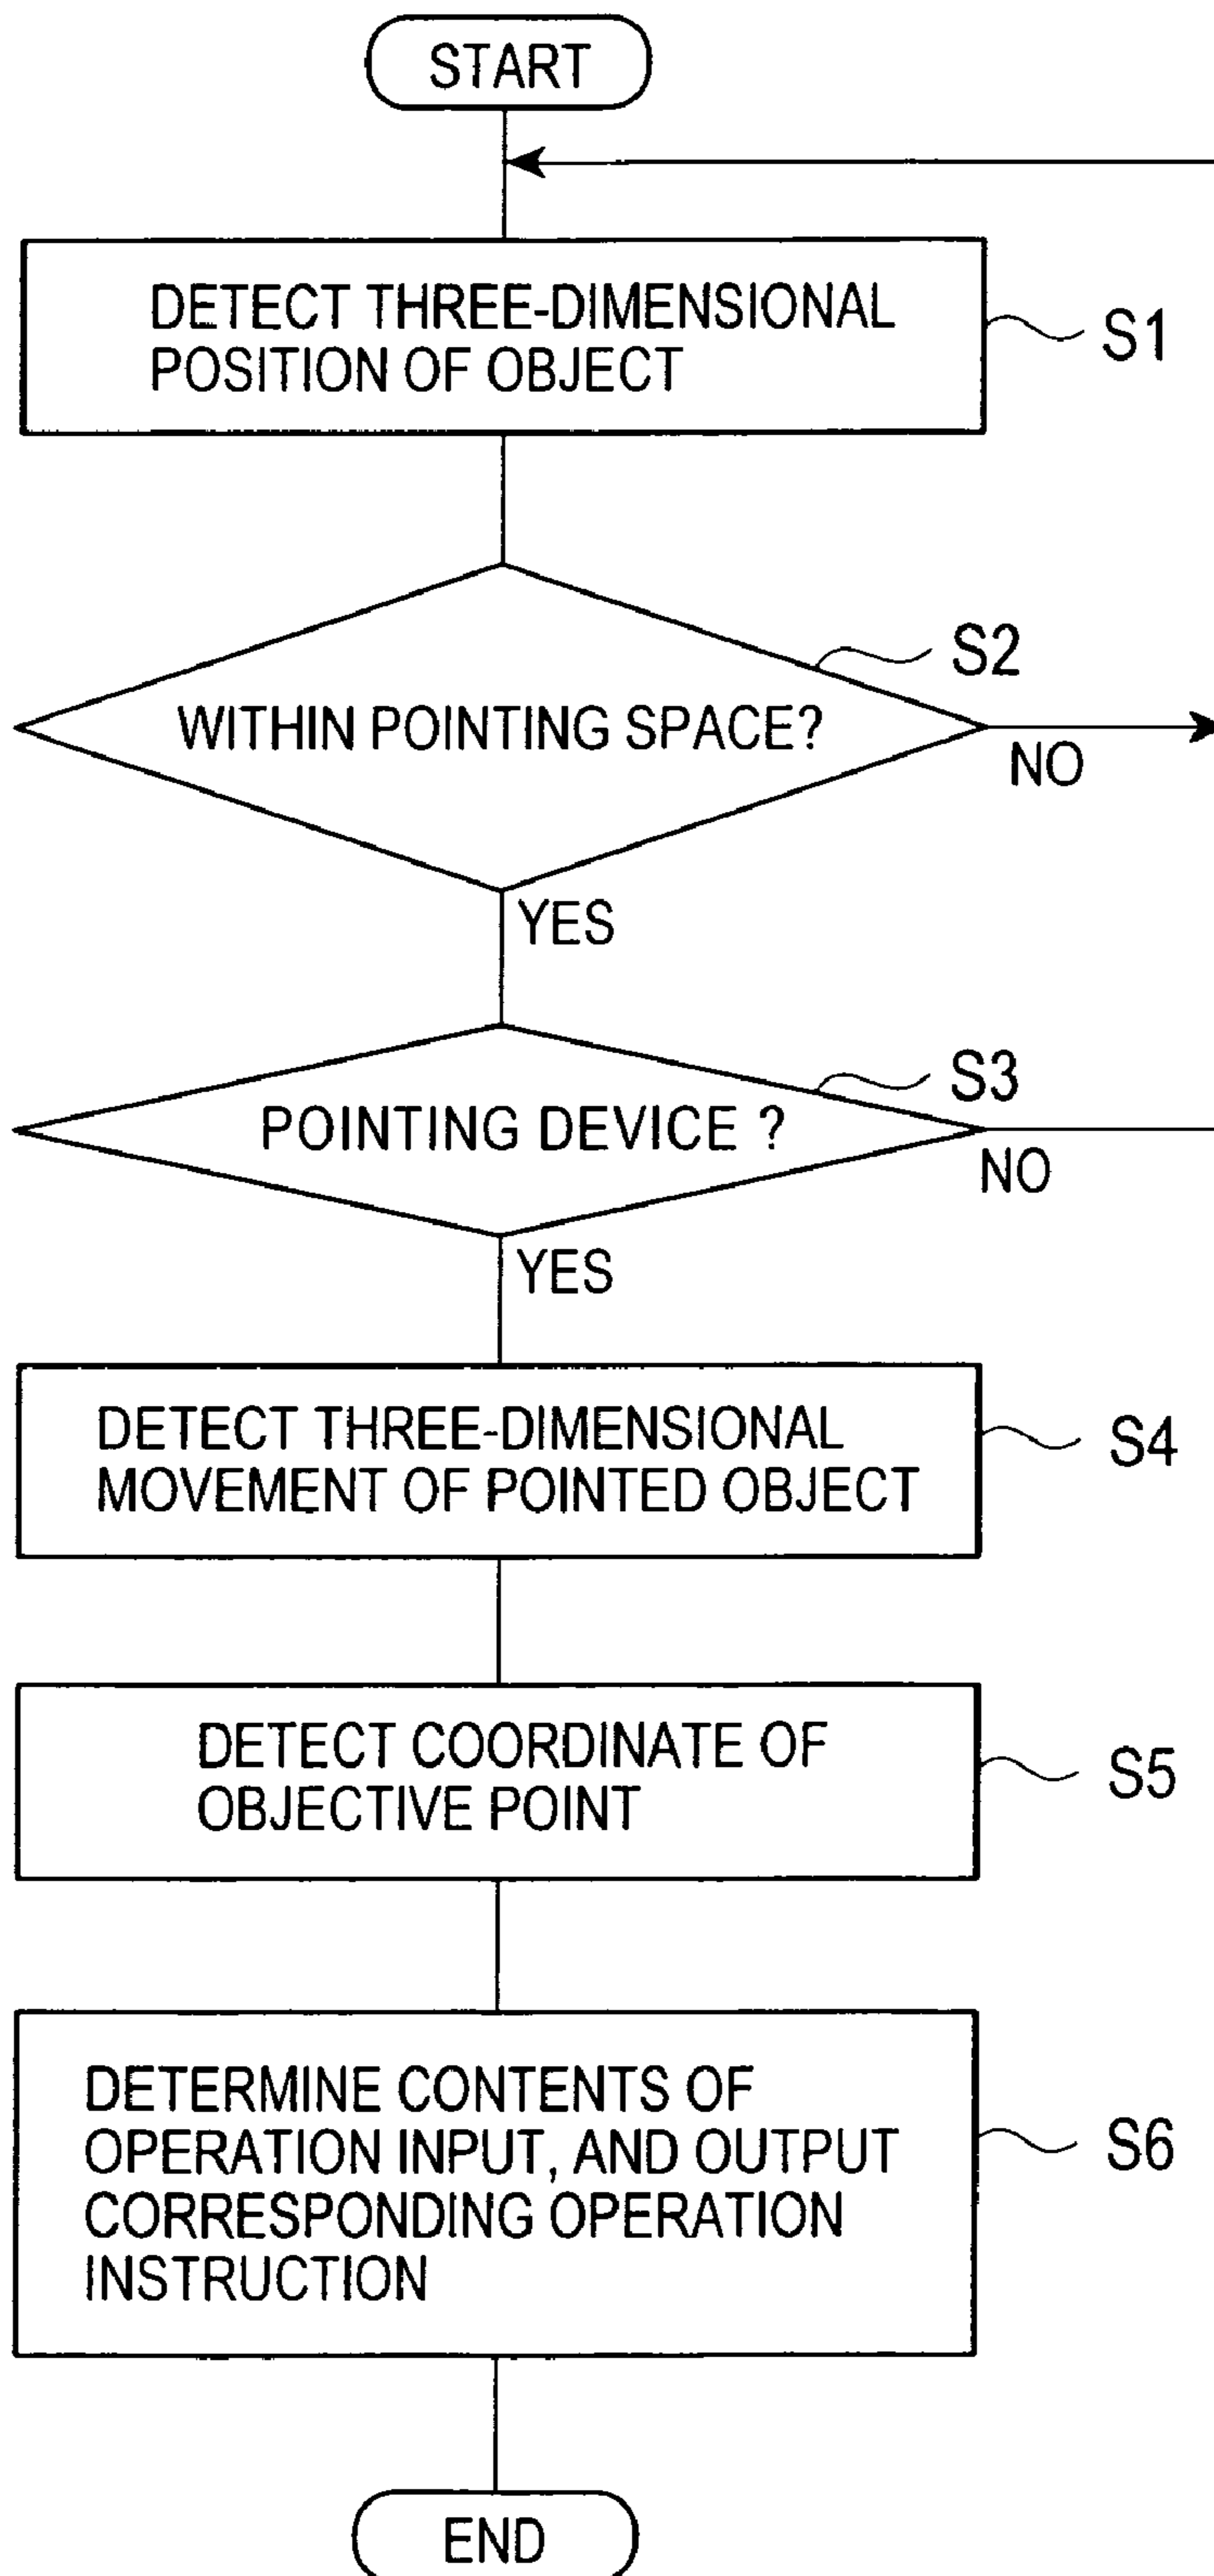 START
DETECT THREE-DIMENSIONAL
POSITION OF OBJECT
S1
S2
WITHIN POINTING SPACE?
NO
YES
S3
POINTING DEVICE ?
NO
YES
DETECT THREE-DIMENSIONAL
MOVEMENT OF POINTED OBJECT
S4
DETECT COORDINATE OF
OBJECTIVE POINT
S5
DETERMINE CONTENTS OF
OPERATION INPUT, AND OUTPUT
CORRESPONDING OPERATION
INSTRUCTION
S6
END